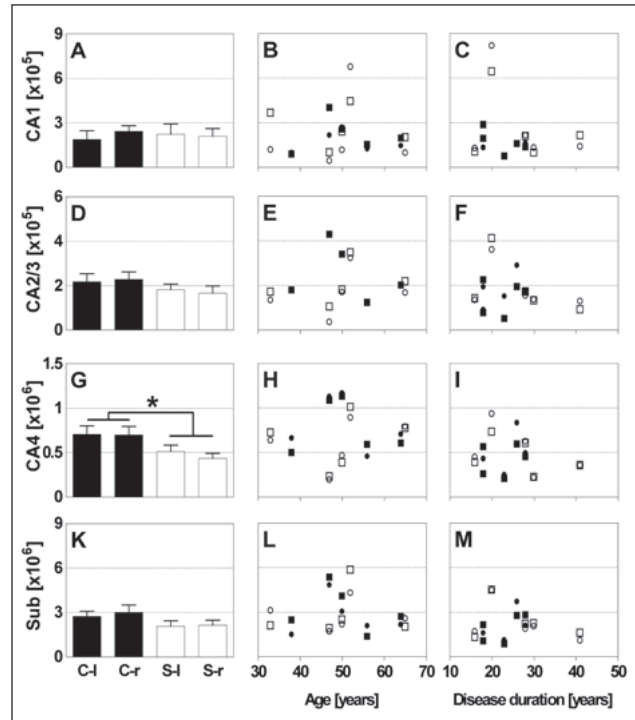 A
B
C
CA1 [x10⁵]
9
6
3
0
D
E
F
CA2/3 [x10⁵]
6
4
2
0
G
H
I
CA4 [x10⁶]
1.5
1
0.5
0
*
K
L
M
Sub [x10⁶]
9
6
3
0
C-l C-r S-l S-r
30 40 50 60 70
10 20 30 40 50
Age [years]
Disease duration [years]